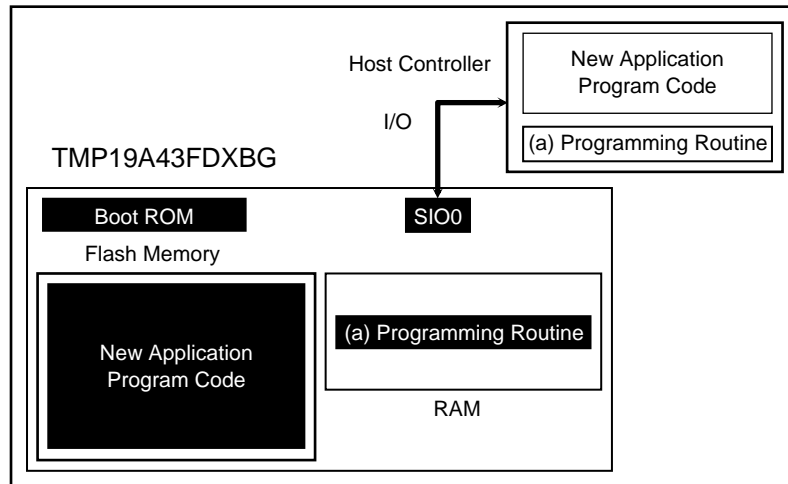 Host Controller
New Application
Program Code
I/O
(a) Programming Routine
TMP19A43FDXBG
Boot ROM
SIO0
Flash Memory
New Application
Program Code
(a) Programming Routine
RAM